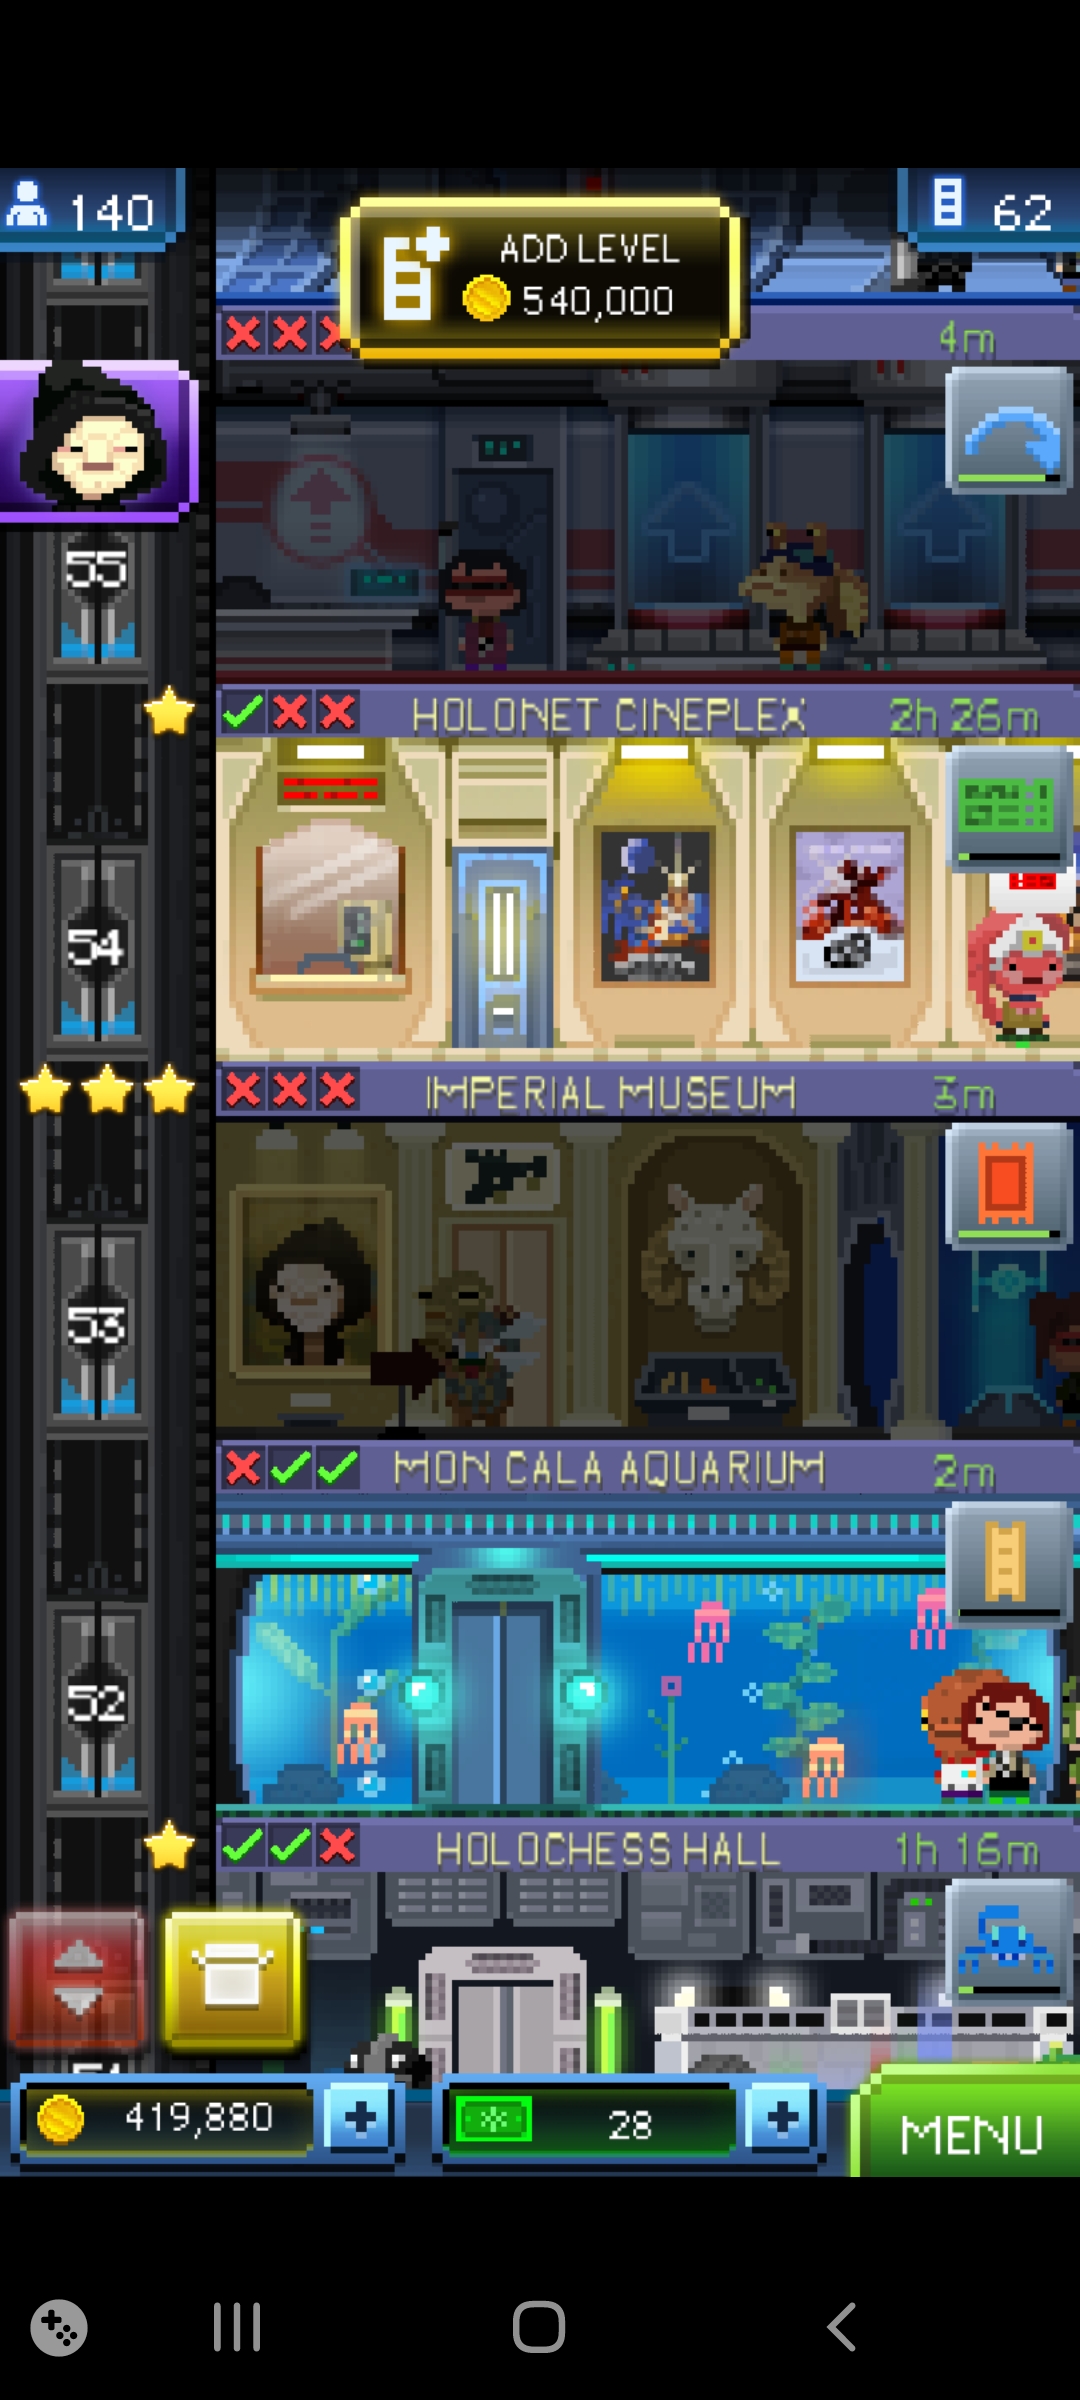 140
ADD LEVEL
540,000
62
4m
55
HOLONET CINEPLEX
2h 26m
54
IMPERIAL MUSEUM
3m
53
MON CALA AQUARIUM
2m
52
HOLOCHESS HALL
1h 16m
419,880
28
MENU